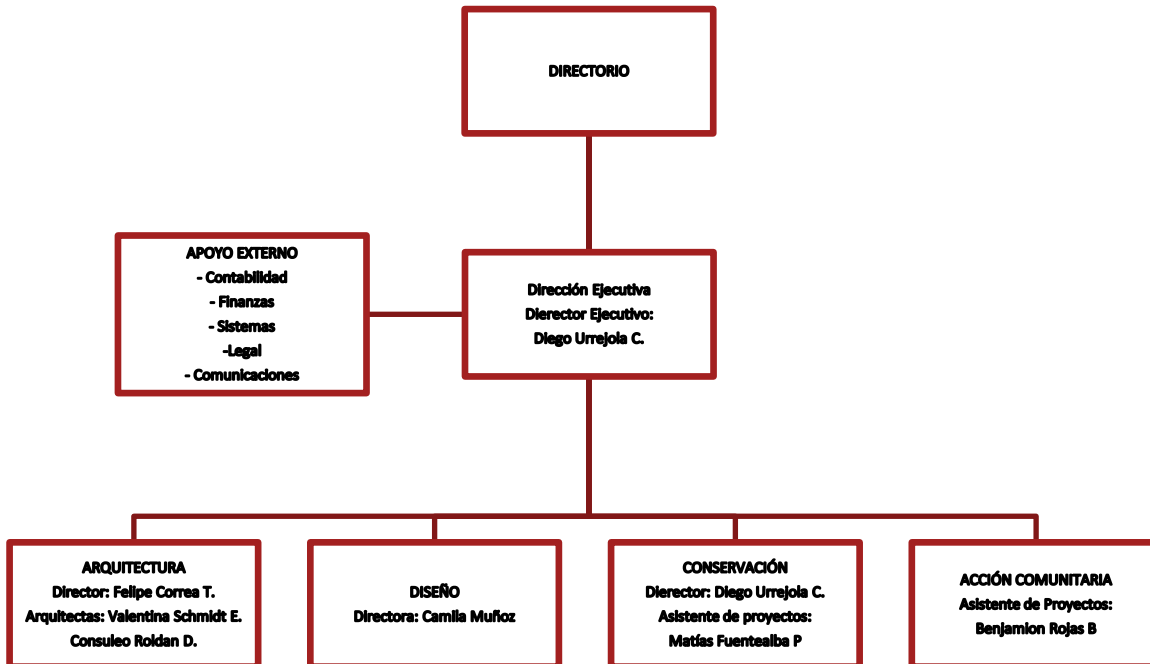 DIRECTORIO
APOYO EXTERNO
- Contabilidad
- Finanzas
- Sistemas
-Legal
- Comunicaciones
Dirección Ejecutiva
Dierector Ejecutivo:
Diego Urrejola C.
ARQUITECTURA
Director: Felipe Correa T.
Arquitectas: Valentina Schmidt E.
Consuleo Roldan D.
DISEÑO
Directora: Camila Muñoz
CONSERVACIÓN
Dierector: Diego Urrejola C.
Asistente de proyectos:
Matías Fuentealba P
ACCIÓN COMUNITARIA
Asistente de Proyectos:
Benjamion Rojas B